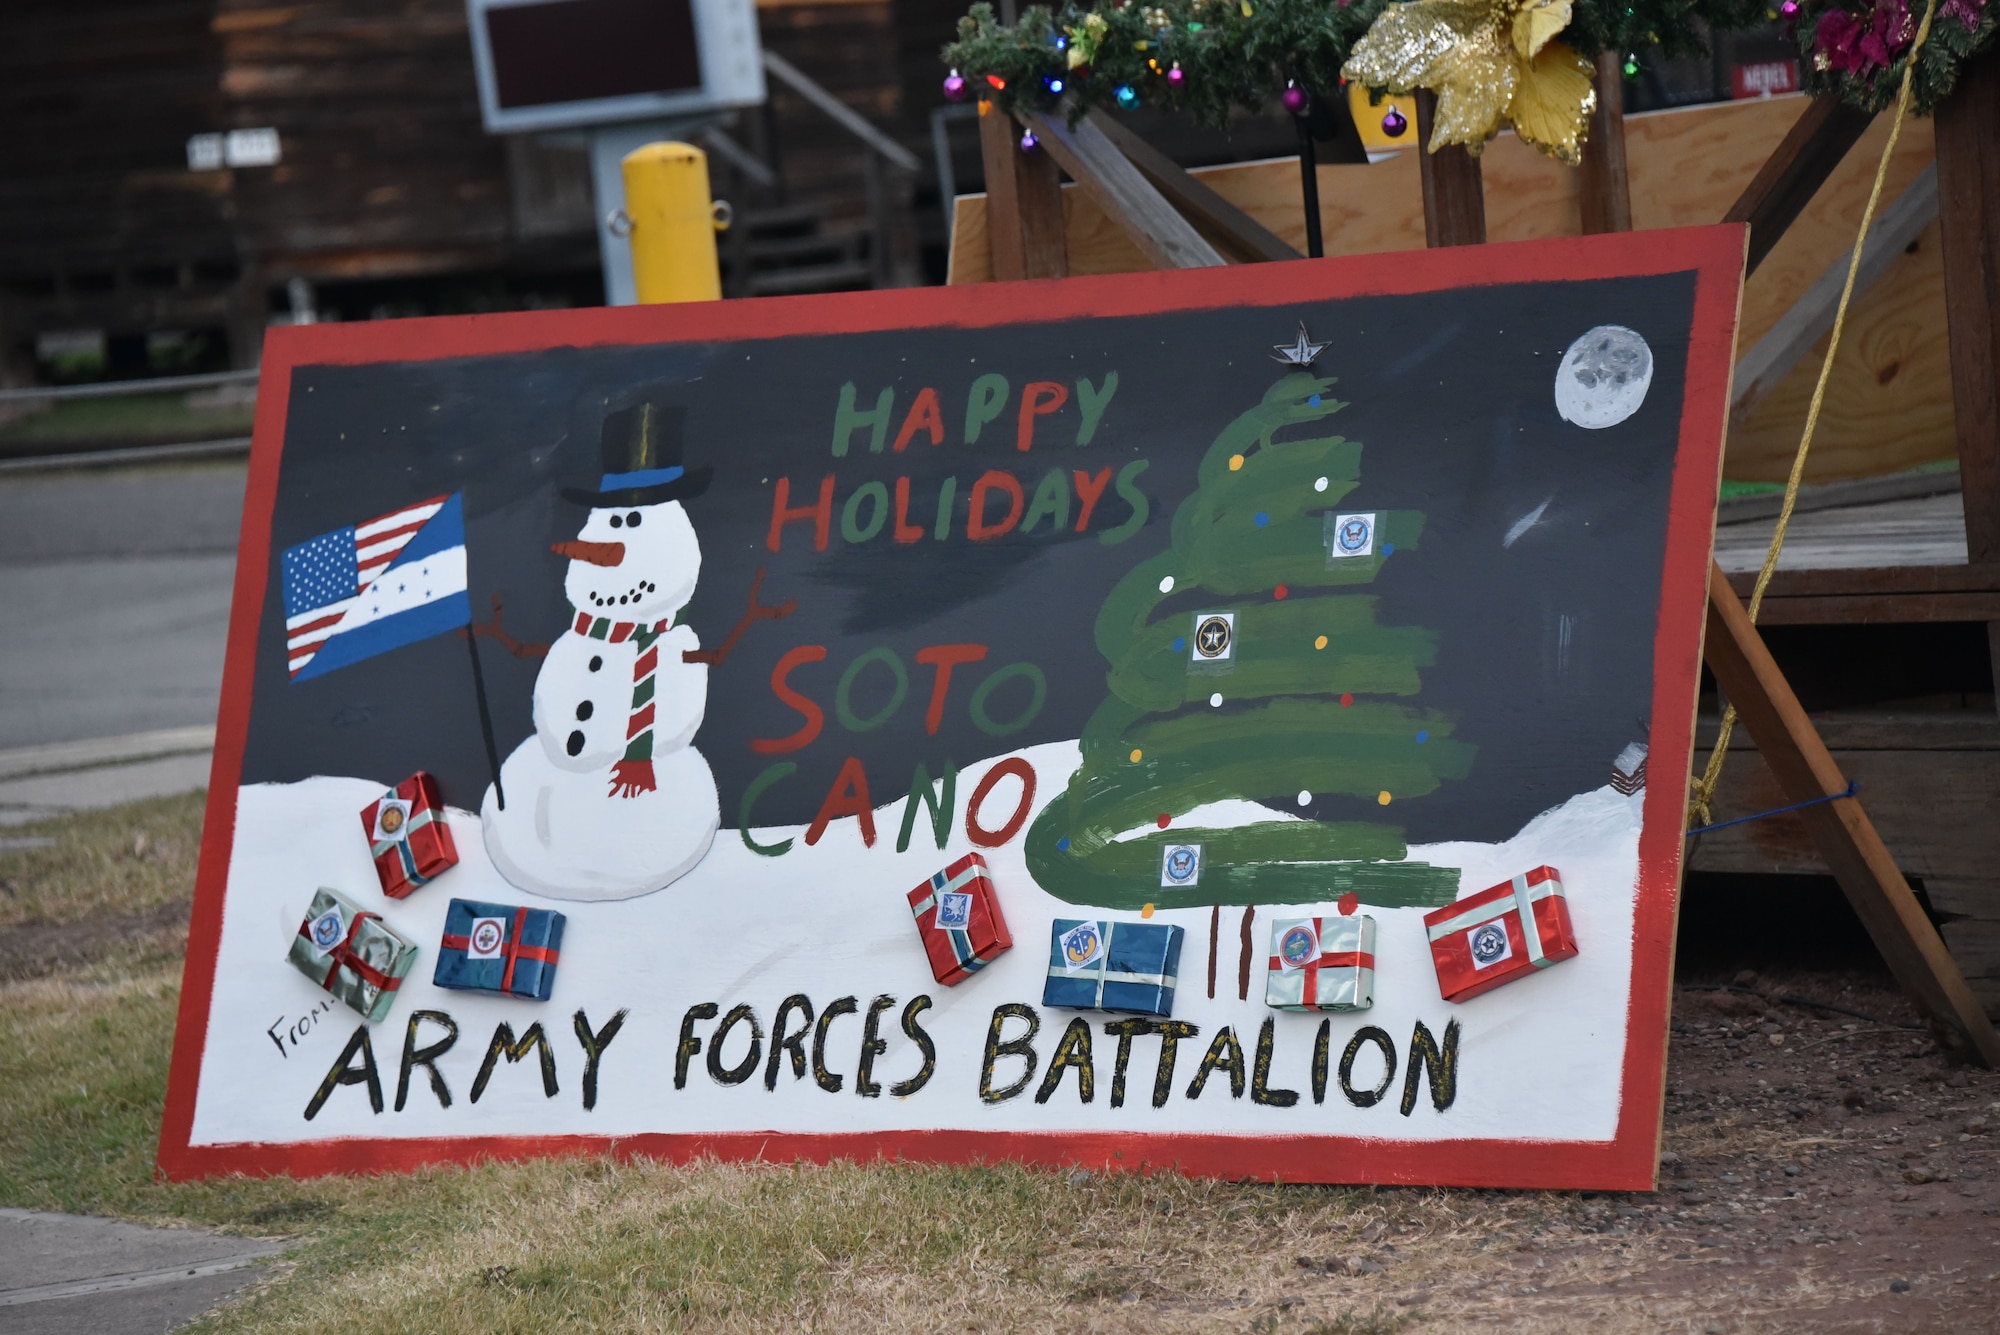 HAPPY
HOLIDAYS
SOTO
CANO
From-
ARMY FORCES BATTALION